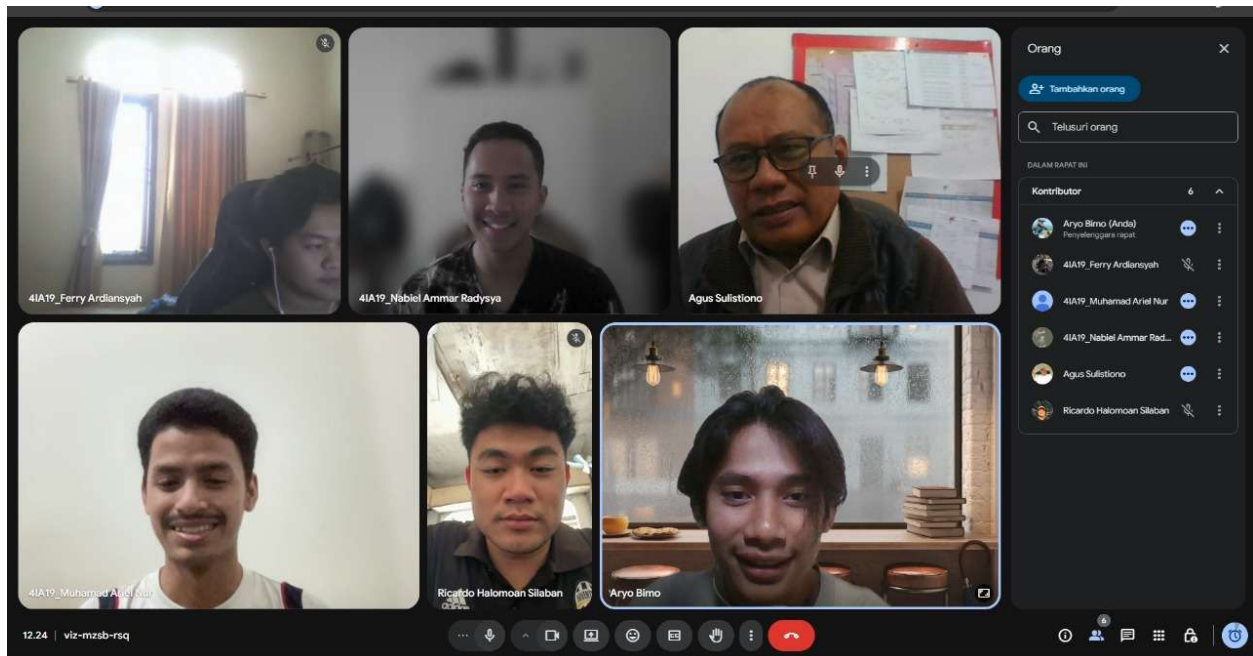 4IA19_Ferry Ardiansyah
4IA19_Nabiel Ammar Radysya
Agus Sulistiono
4IA19_Muhamad Ariel Nur
Ricardo Halomoan Silaban
Aryo Bimo
Orang
Tambahkan orang
Telusuri orang
DALAM RAPAT INI
Kontributor 6
Aryo Bimo (Anda)
Penyelenggara rapat
4IA19_Ferry Ardiansyah
4IA19_Muhamad Ariel Nur
4IA19_Nabiel Ammar Rad...
Agus Sulistiono
Ricardo Halomoan Silaban
12.24 | viz-mzsb-rsq
6